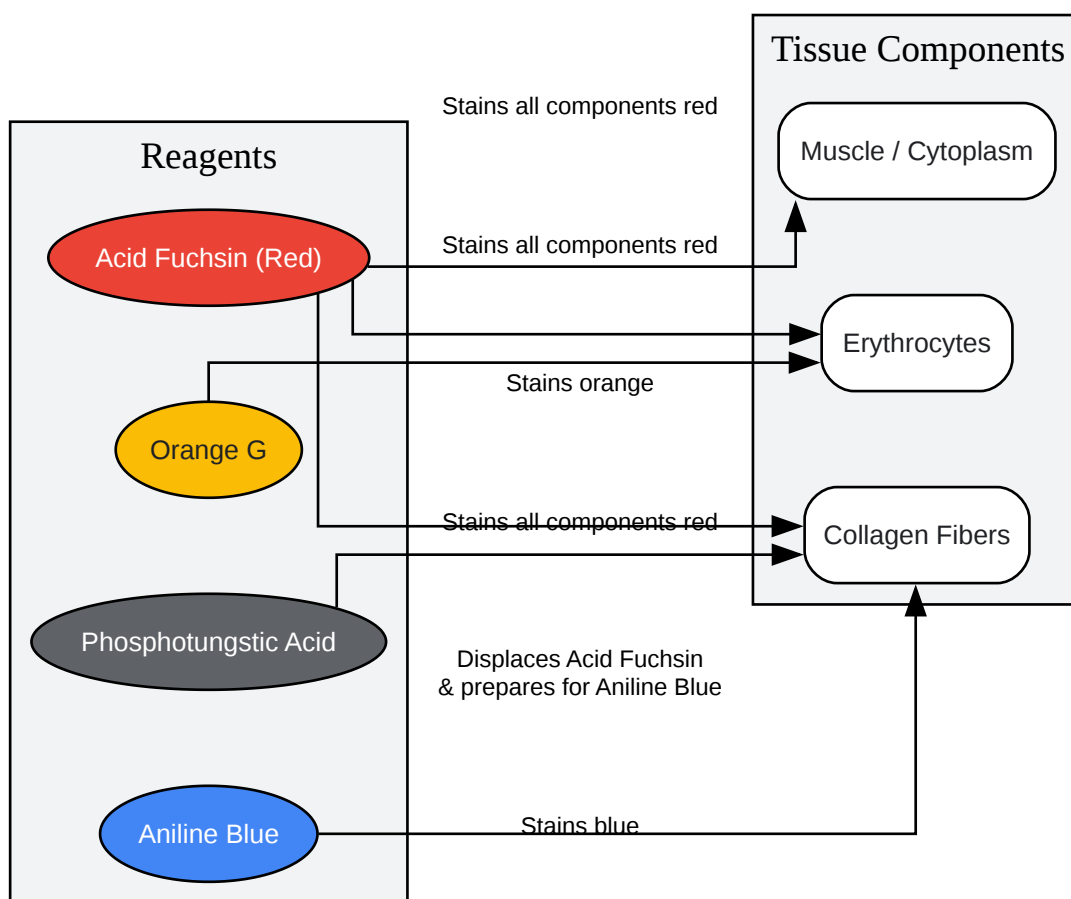 Tissue Components
Stains all components red
Muscle / Cytoplasm
Reagents
Acid Fuchsin (Red)
Stains all components red
Erythrocytes
Stains orange
Orange G
Stains all components red
Collagen Fibers
Phosphotungstic Acid
Displaces Acid Fuchsin
& prepares for Aniline Blue
Aniline Blue
Stains blue